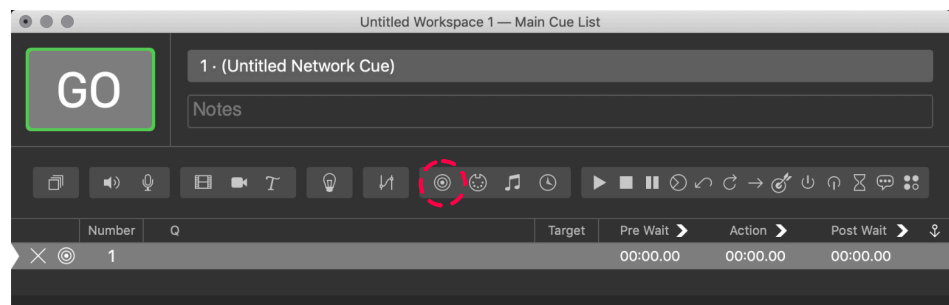 Untitled Workspace 1 — Main Cue List
GO
1 · (Untitled Network Cue)
Notes
Number Q Target Pre Wait Action Post Wait
1 00:00.00 00:00.00 00:00.00